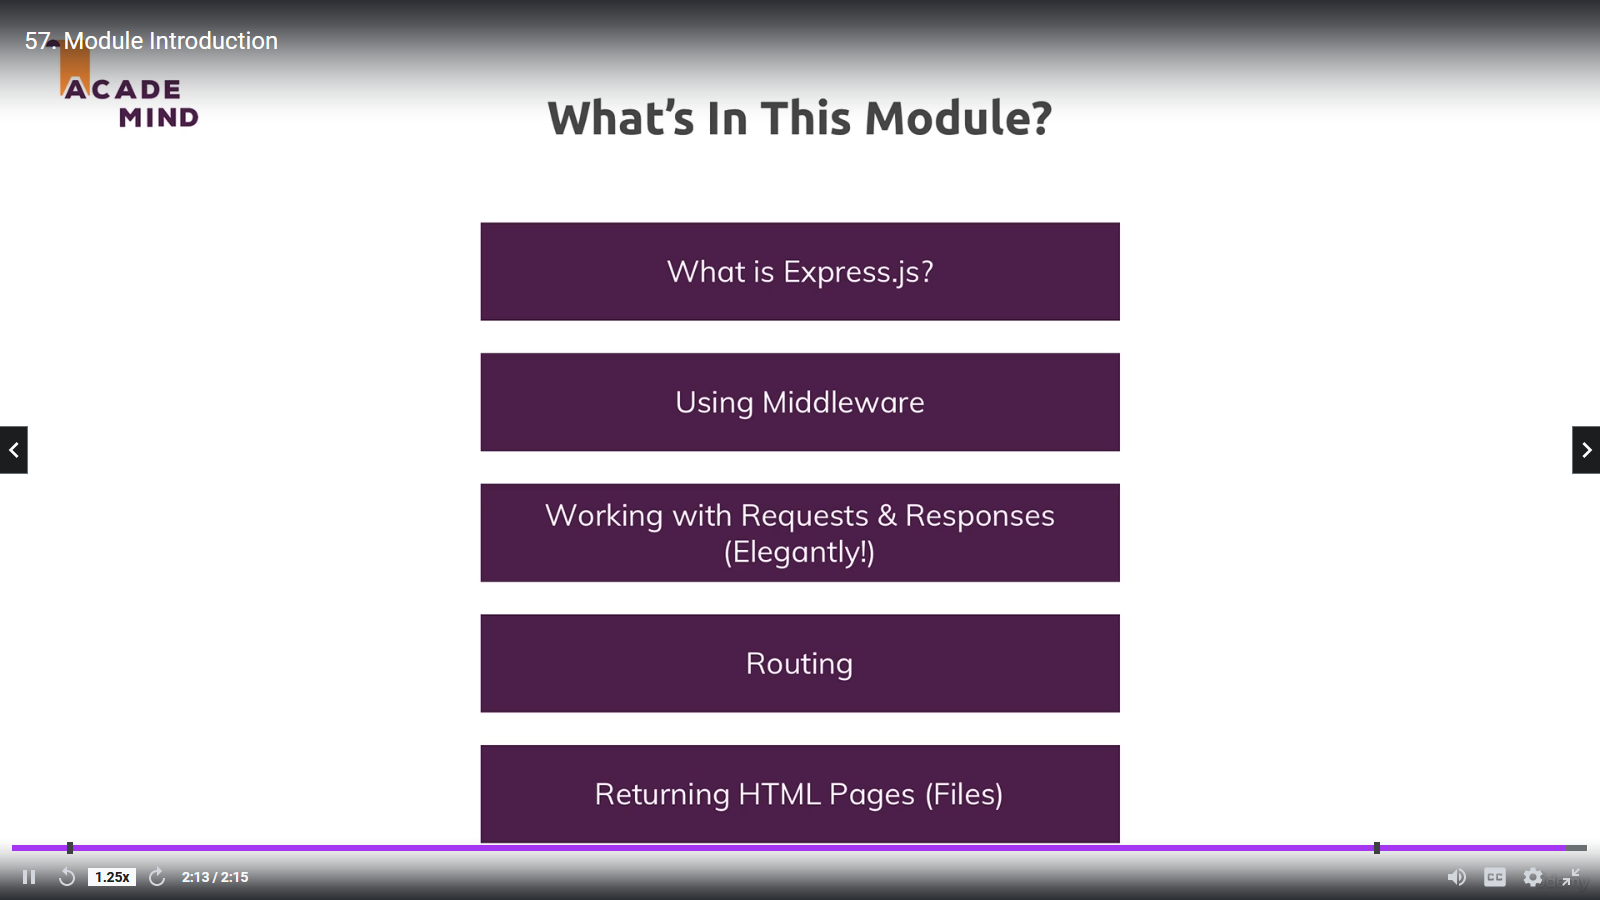 57. Module Introduction
ACADE
MIND
What's In This Module?
What is Express.js?
Using Middleware
Working with Requests & Responses
(Elegantly!)
Routing
Returning HTML Pages (Files)
1.25x
2:13 / 2:15
CC